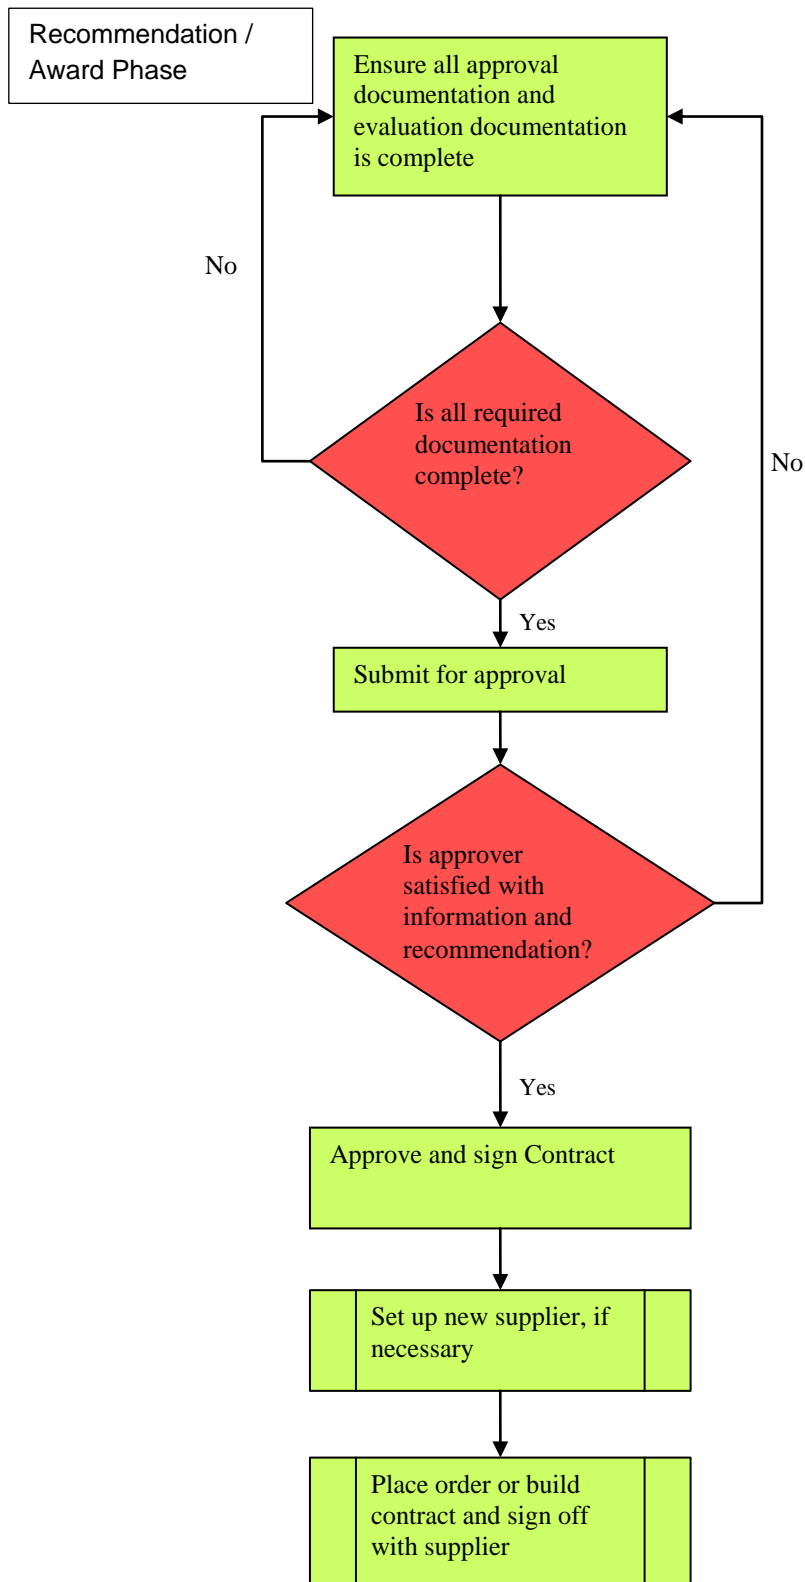 Recommendation /
Award Phase
Ensure all approval
documentation and
evaluation documentation
is complete
No
Is all required
documentation
complete?
No
Yes
Submit for approval
Is approver
satisfied with
information and
recommendation?
Yes
Approve and sign Contract
Set up new supplier, if
necessary
Place order or build
contract and sign off
with supplier